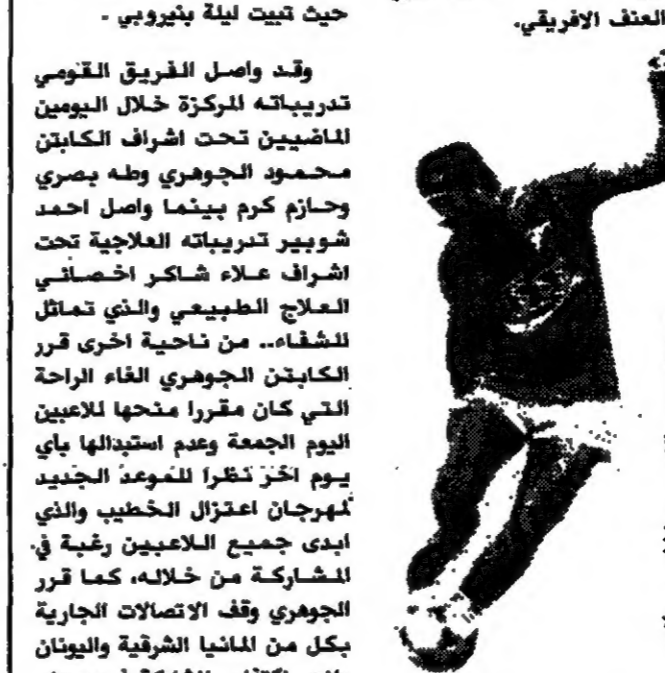 العنف الافريقي.
حيث تبيت ليلة بنيروبي .
وقد واصل الفريق القومي
تدريباته المركزة خلال اليومين
الماضيين تحت اشراف الكابتن
محمود الجوهري وطه بصري
وحازم كرم بينما واصل احمد
شوبير تدريباته العلاجية تحت
اشراف علاء شاكر اخصائي
العلاج الطبيعي والذي تماثل
للشفاء.. من ناحية اخرى قرر
الكابتن الجوهري الغاء الراحة
التي كان مقررا منحها للاعبين
اليوم الجمعة وعدم استبدالها بأي
يوم اخر نظرا للموعد الجديد
لمهرجان اعتزال الخطيب والذي
ابدى جميع اللاعبين رغبة في
المشاركة من خلاله، كما قرر
الجوهري وقف الاتصالات الجارية
بكل من المانيا الشرقية واليونان